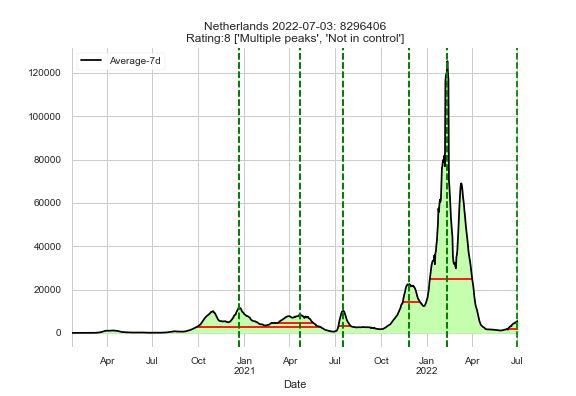 Netherlands 2022-07-03: 8296406
Rating:8 ['Multiple peaks', 'Not in control']
Average-7d
120000
100000
80000
60000
40000
20000
0
Apr Jul Oct Jan Apr Jul Oct Jan Apr Jul
2021 2022
Date